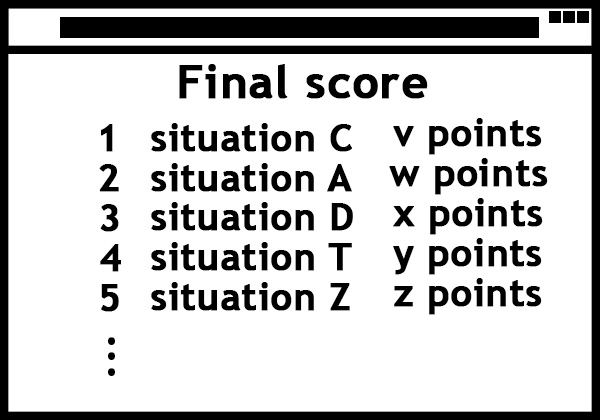 Final score
1 situation C v points
2 situation A w points
3 situation D x points
4 situation T y points
5 situation Z z points
⋮